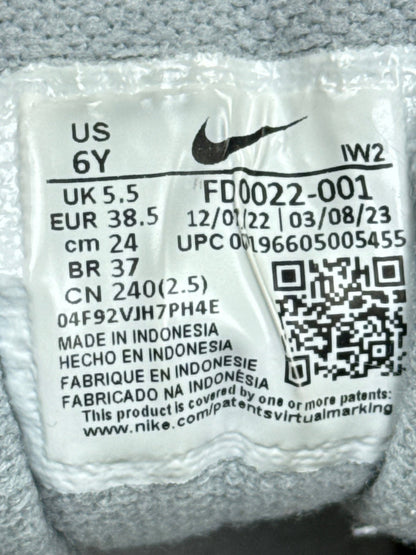 US
6Y
IW2
UK 5.5
FD0022-001
EUR 38.5
12/01/22 | 03/08/23
cm 24
UPC 00196605005455
BR 37
CN 240(2.5)
04F92VJH7PH4E
MADE IN INDONESIA
HECHO EN INDONESIA
FABRIQUE EN INDONESIE
FABRICADO NA INDONÉSIA
This product is covered by one or more patents:
www.nike.com/patentsvirtualmarking